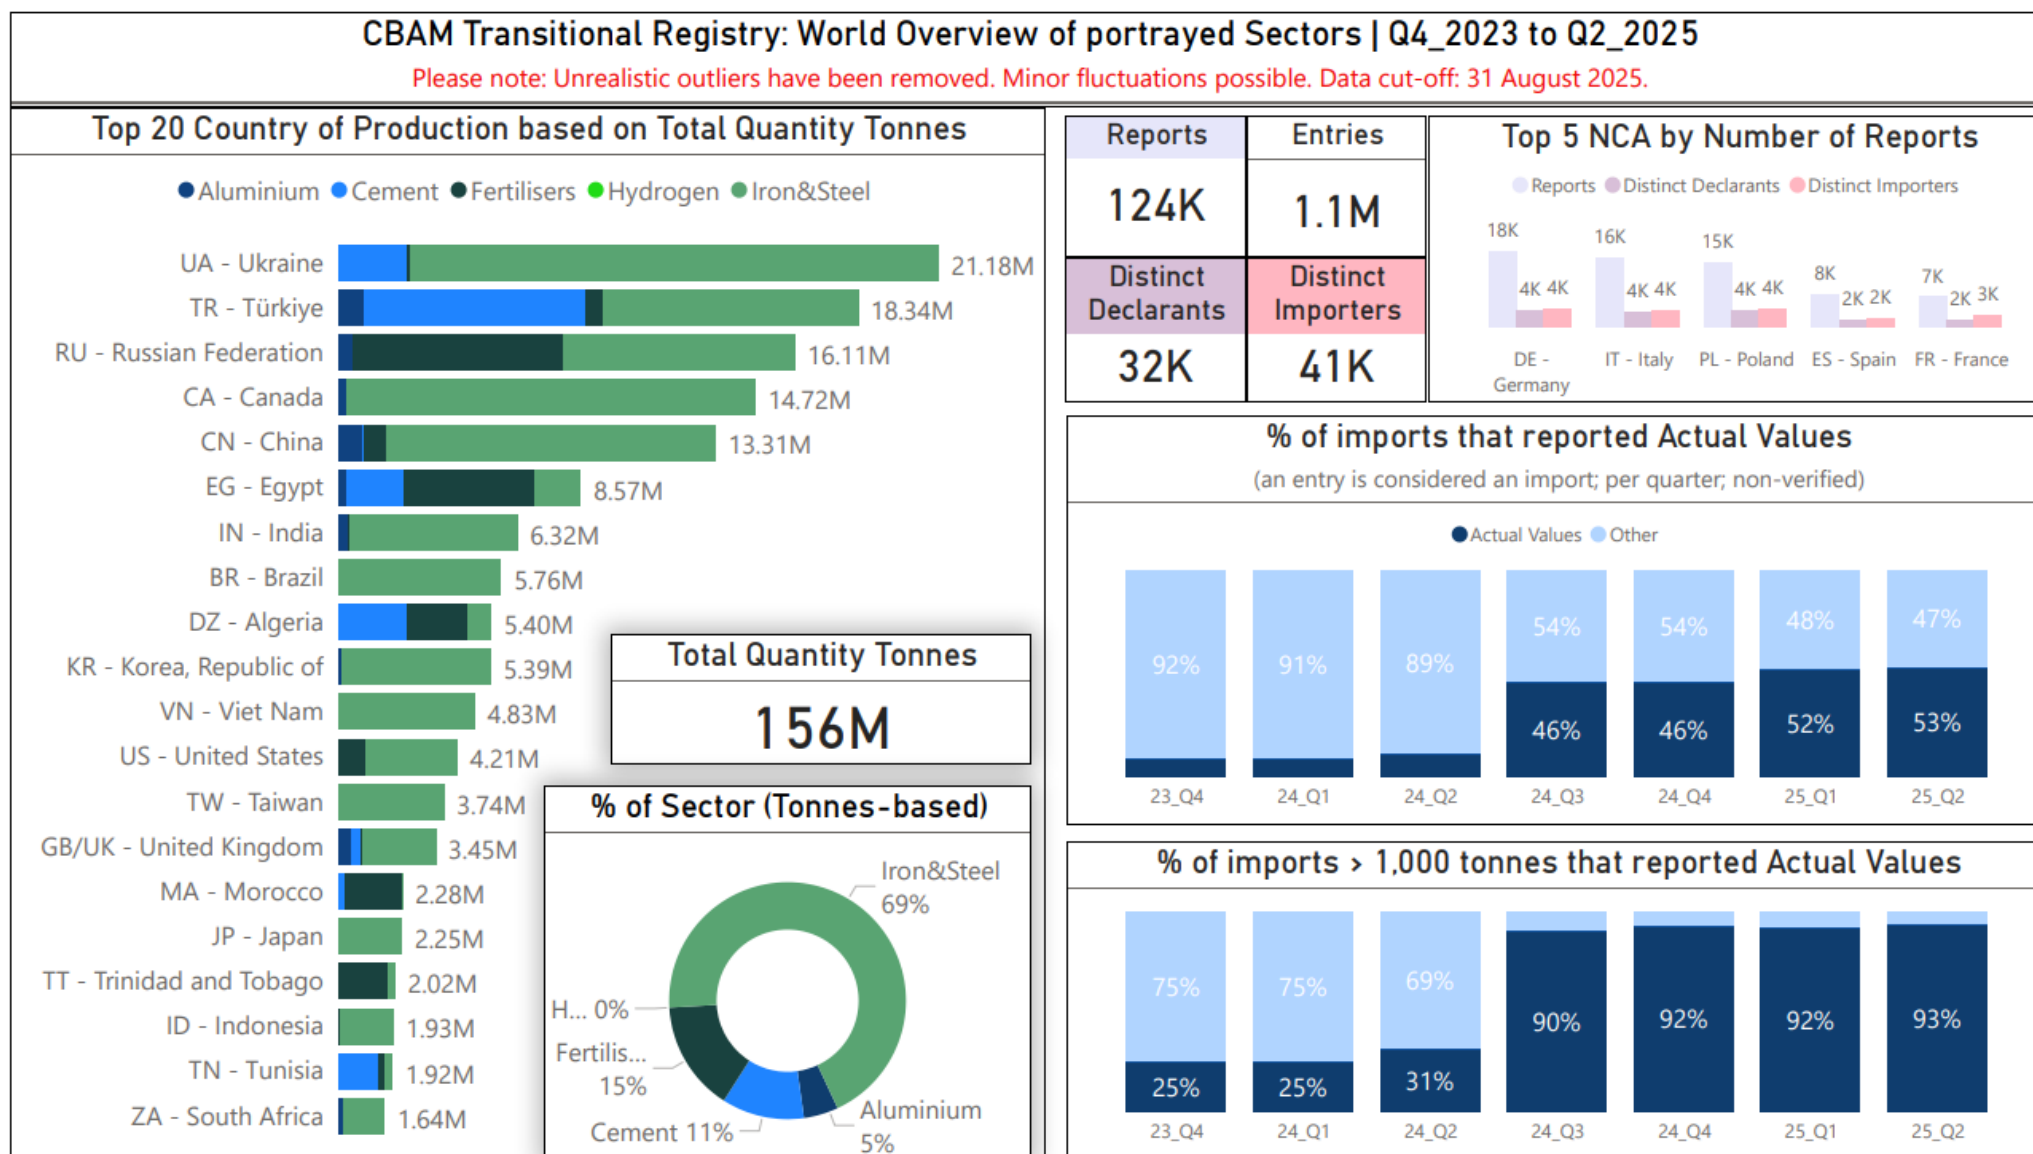 CBAM Transitional Registry: World Overview of portrayed Sectors | Q4_2023 to Q2_2025
Please note: Unrealistic outliers have been removed. Minor fluctuations possible. Data cut-off: 31 August 2025.
Top 20 Country of Production based on Total Quantity Tonnes
Aluminium Cement Fertilisers Hydrogen Iron&Steel
UA - Ukraine 21.18M
TR - Türkiye 18.34M
RU - Russian Federation 16.11M
CA - Canada 14.72M
CN - China 13.31M
EG - Egypt 8.57M
IN - India 6.32M
BR - Brazil 5.76M
DZ - Algeria 5.40M
KR - Korea, Republic of 5.39M
VN - Viet Nam 4.83M
US - United States 4.21M
TW - Taiwan 3.74M
GB/UK - United Kingdom 3.45M
MA - Morocco 2.28M
JP - Japan 2.25M
TT - Trinidad and Tobago 2.02M
ID - Indonesia 1.93M
TN - Tunisia 1.92M
ZA - South Africa 1.64M
Total Quantity Tonnes
156M
% of Sector (Tonnes-based)
Iron&Steel
69%
H... 0%
Fertilis...
15%
Cement 11%
Aluminium
5%
Reports
124K
Entries
1.1M
Distinct
Declarants
32K
Distinct
Importers
41K
Top 5 NCA by Number of Reports
Reports Distinct Declarants Distinct Importers
18K 4K 4K
16K 4K 4K
15K 4K 4K
8K 2K 2K
7K 2K 3K
DE -
Germany
IT - Italy
PL - Poland
ES - Spain
FR - France
% of imports that reported Actual Values
(an entry is considered an import; per quarter; non-verified)
Actual Values Other
92% 91% 89% 54% 54% 48% 47%
46% 46% 52% 53%
23_Q4 24_Q1 24_Q2 24_Q3 24_Q4 25_Q1 25_Q2
% of imports > 1,000 tonnes that reported Actual Values
75% 75% 69%
25% 25% 31% 90% 92% 92% 93%
23_Q4 24_Q1 24_Q2 24_Q3 24_Q4 25_Q1 25_Q2